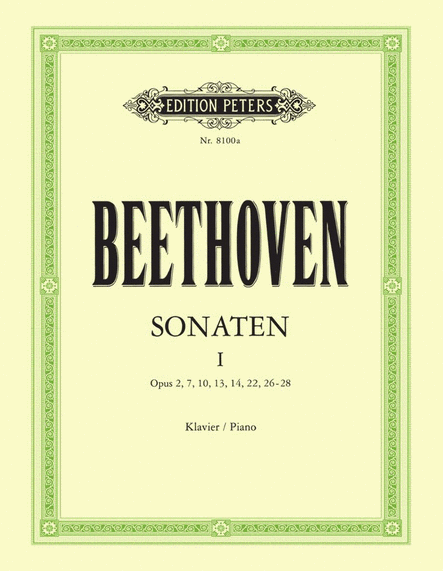 EDITION PETERS
Nr. 8100a
BEETHOVEN
SONATEN
I
Opus 2, 7, 10, 13, 14, 22, 26-28
Klavier / Piano